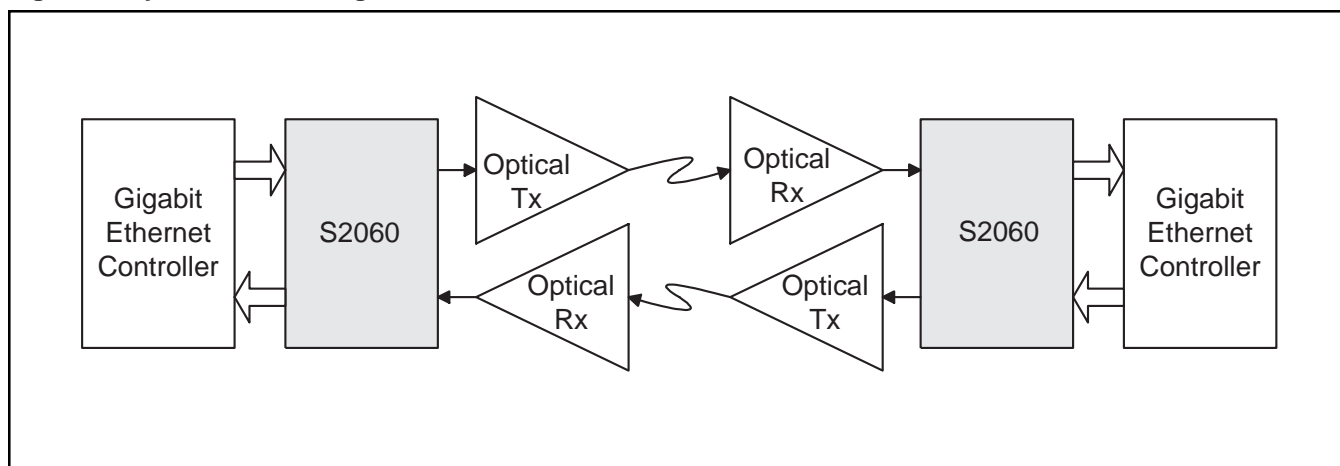 Gigabit
Ethernet
Controller
S2060
Optical
Tx
Optical
Rx
Optical
Rx
Optical
Tx
S2060
Gigabit
Ethernet
Controller